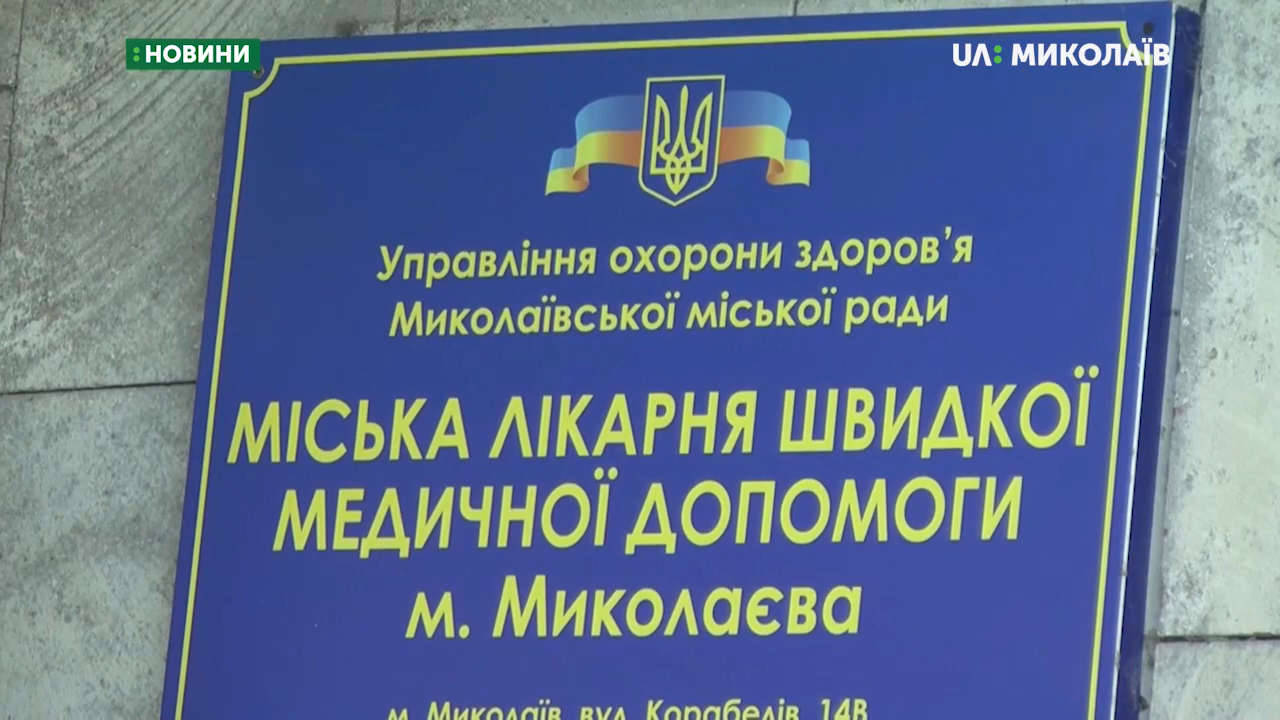 :НОВИНИ
UA: МИКОЛАЇВ
Управління охорони здоров’я
Миколаївської міської ради
МІСЬКА ЛІКАРНЯ ШВИДКОЇ
МЕДИЧНОЇ ДОПОМОГИ
м. Миколаєва
м. Миколаїв, вул. Корабелів, 14В